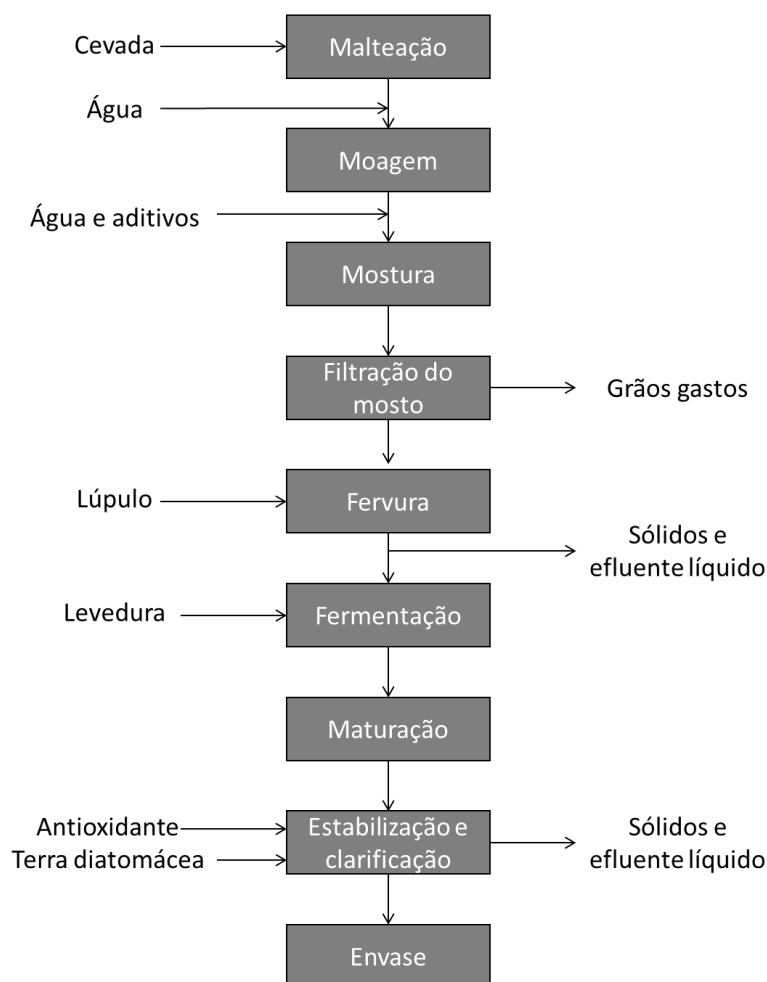 Cevada
Malteação
Água
Moagem
Água e aditivos
Mostura
Filtração do
mosto
Grãos gastos
Lúpulo
Fervura
Sólidos e
efluente líquido
Levedura
Fermentação
Maturação
Antioxidante
Terra diatomácea
Estabilização e
clarificação
Sólidos e
efluente líquido
Envase